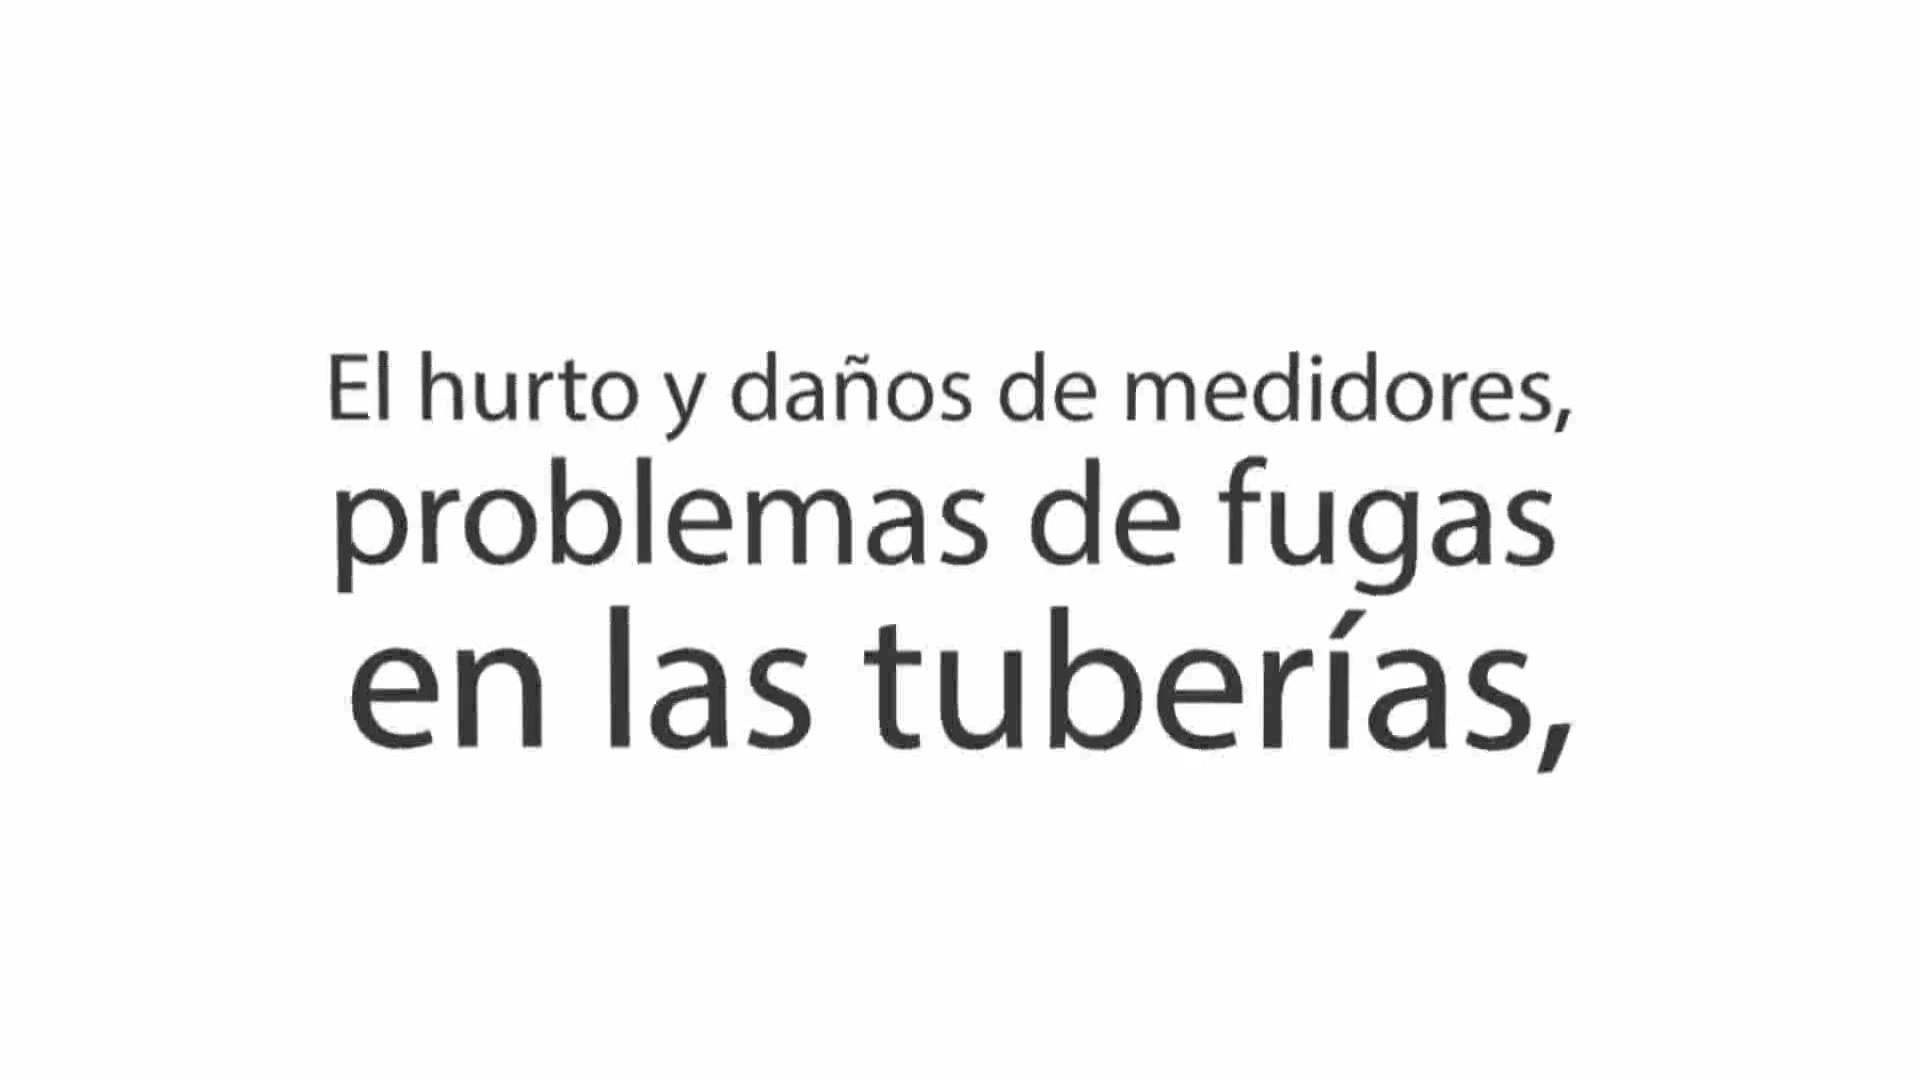 El hurto y daños de medidores,
problemas de fugas
en las tuberías,